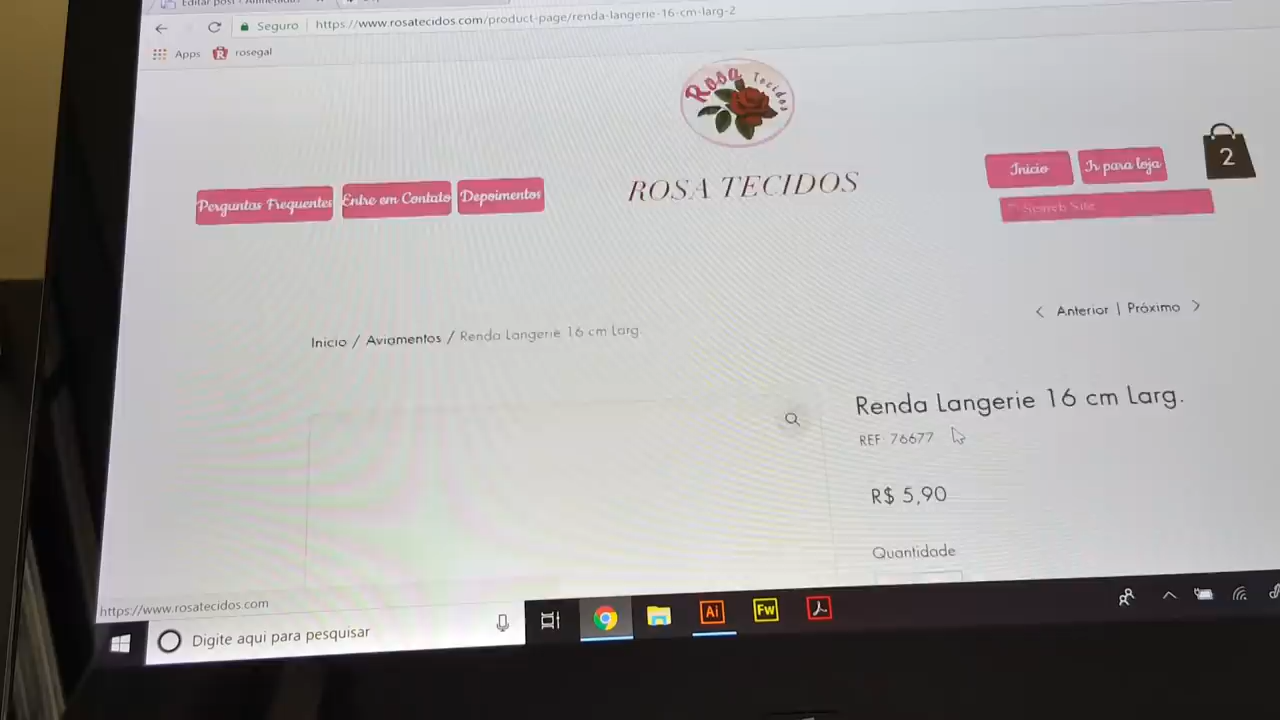 Seguro
https://www.rosatecidos.com/product-page/renda-langerie-16-cm-larg-2
Apps
rosegal
Rosa Tecidos
ROSA TECIDOS
Perguntas Frequentes
Entre em Contato
Depoimentos
Inicio
Ir para loja
2
Search Site
Anterior | Próximo
Inicio / Aviamentos / Renda Langerie 16 cm Larg.
Renda Langerie 16 cm Larg.
REF: 76677
R$ 5,90
Quantidade
https://www.rosatecidos.com
Digite aqui para pesquisar
Ai
Fw